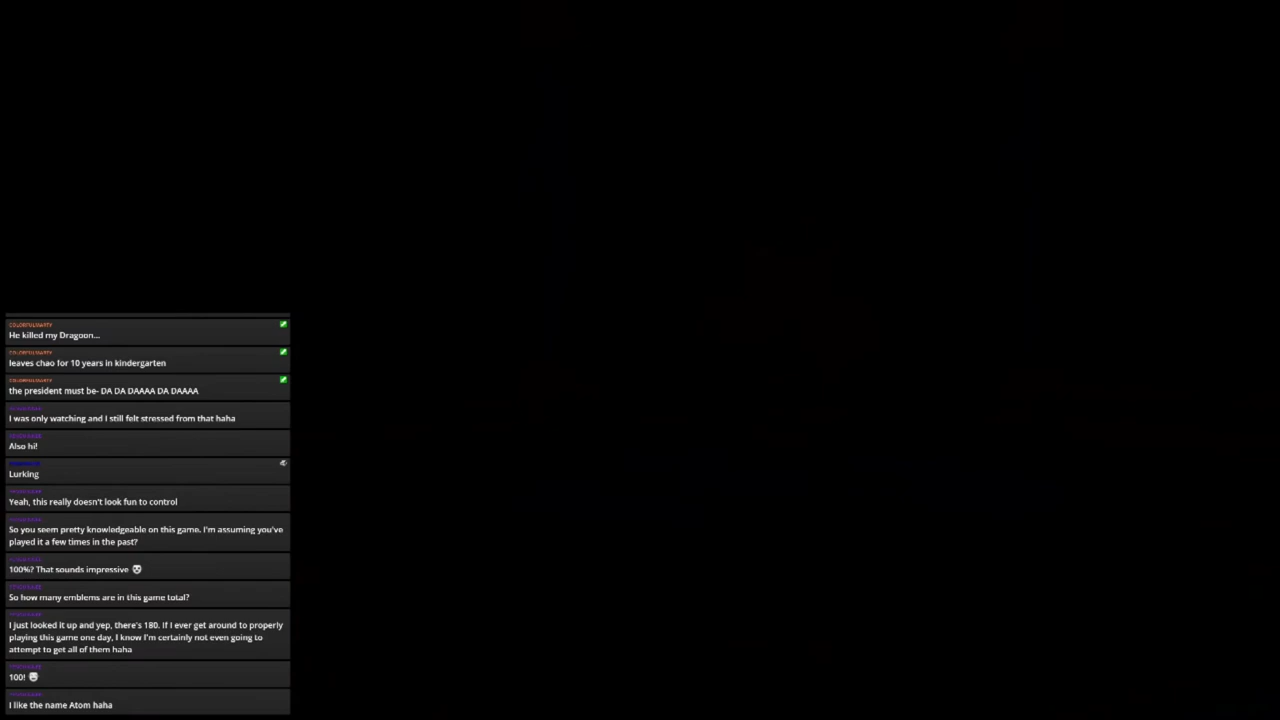 COLORFULMARTY
He killed my Dragoon...
COLORFULMARTY
leaves chao for 10 years in kindergarten
COLORFULMARTY
the president must be- DA DA DAAAA DA DAAAA
I was only watching and I still felt stressed from that haha
Also hi!
Lurking
Yeah, this really doesn't look fun to control
So you seem pretty knowledgeable on this game. I'm assuming you've
played it a few times in the past?
100%? That sounds impressive
So how many emblems are in this game total?
I just looked it up and yep, there's 180. If I ever get around to properly
playing this game one day, I know I'm certainly not even going to
attempt to get all of them haha
100!
I like the name Atom haha